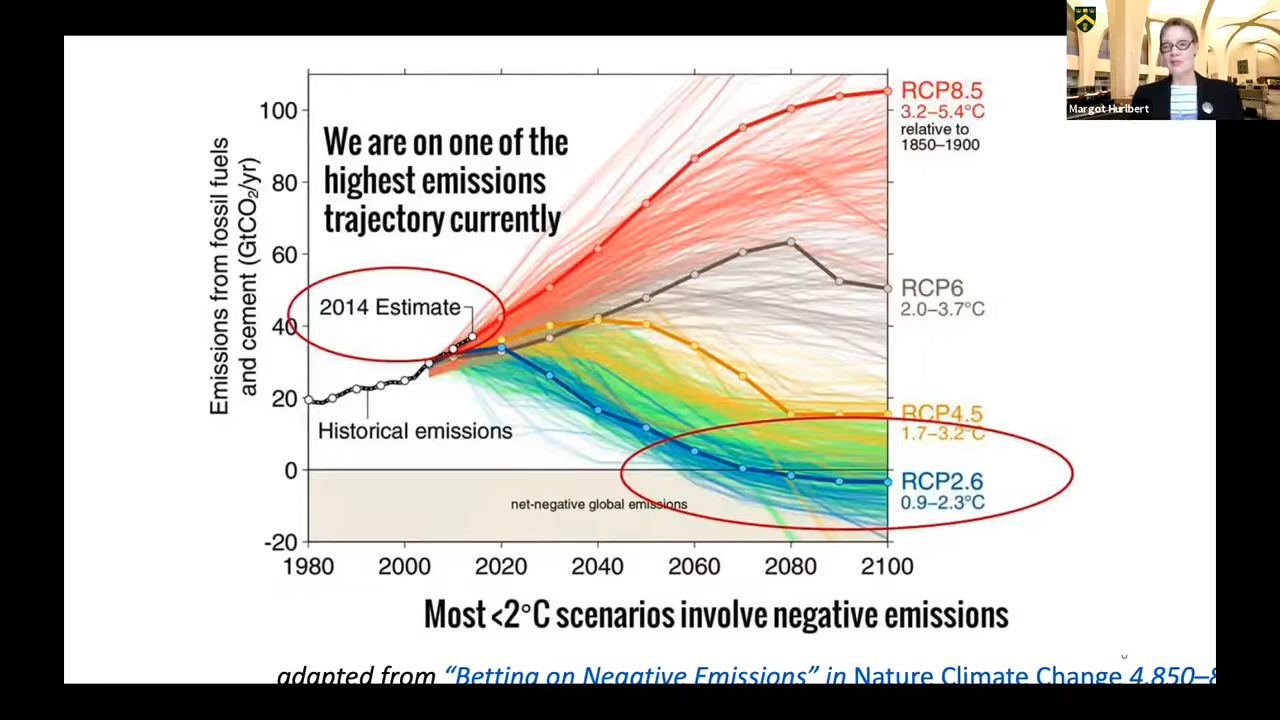 Margot Hurlbert
We are on one of the
highest emissions
trajectory currently
Emissions from fossil fuels
and cement (GtCO₂/yr)
100
80
60
40
20
0
-20
2014 Estimate
Historical emissions
net-negative global emissions
RCP8.5
3.2–5.4°C
relative to
1850–1900
RCP6
2.0–3.7°C
RCP4.5
1.7–3.2°C
RCP2.6
0.9–2.3°C
1980 2000 2020 2040 2060 2080 2100
Most <2°C scenarios involve negative emissions
adapted from “Betting on Negative Emissions” in Nature Climate Change 4,850–